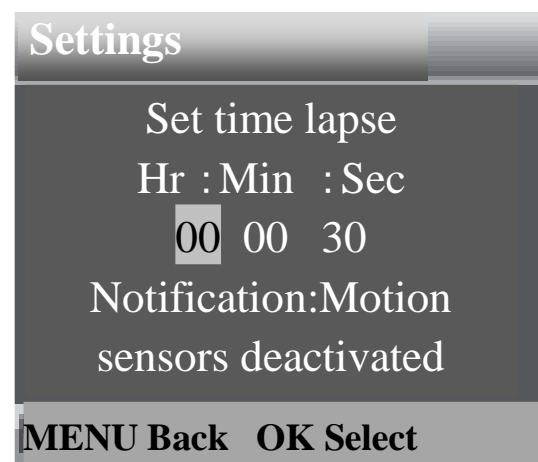 Settings
Set time lapse
Hr : Min : Sec
00 00 30
Notification:Motion
sensors deactivated
MENU Back OK Select